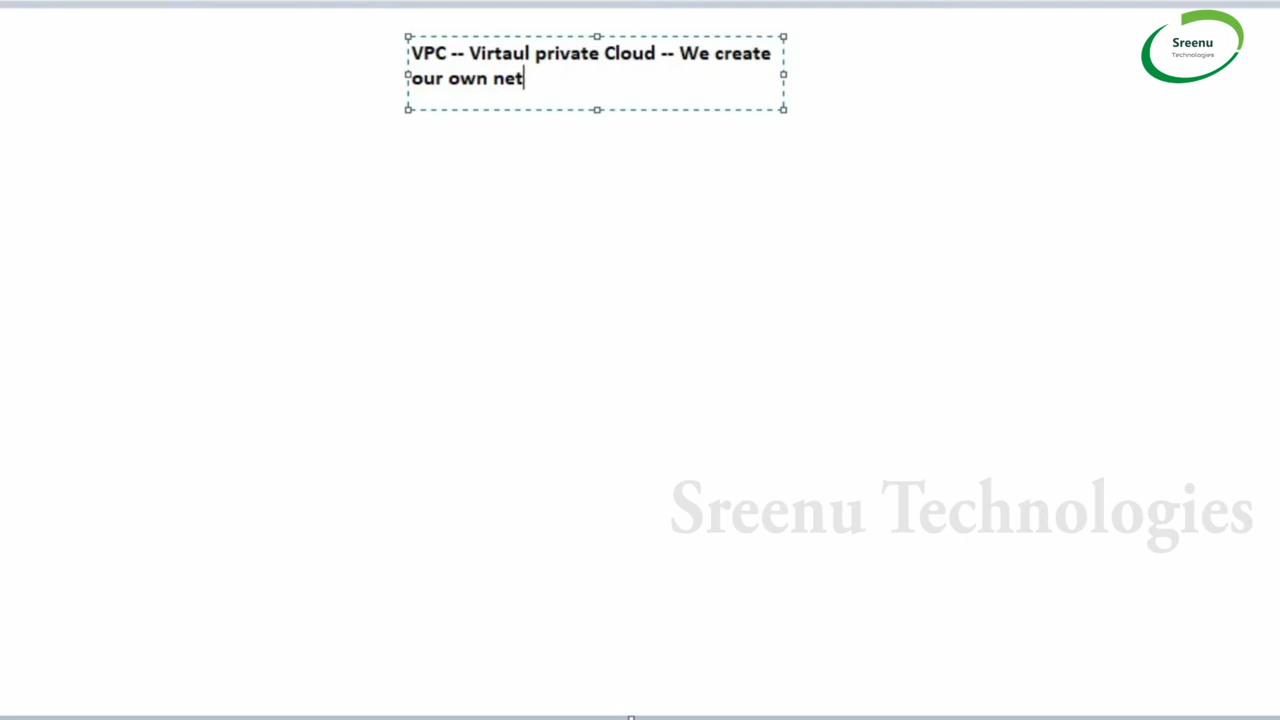 VPC -- Virtaul private Cloud -- We create
our own net
Sreenu
Technologies
Sreenu Technologies